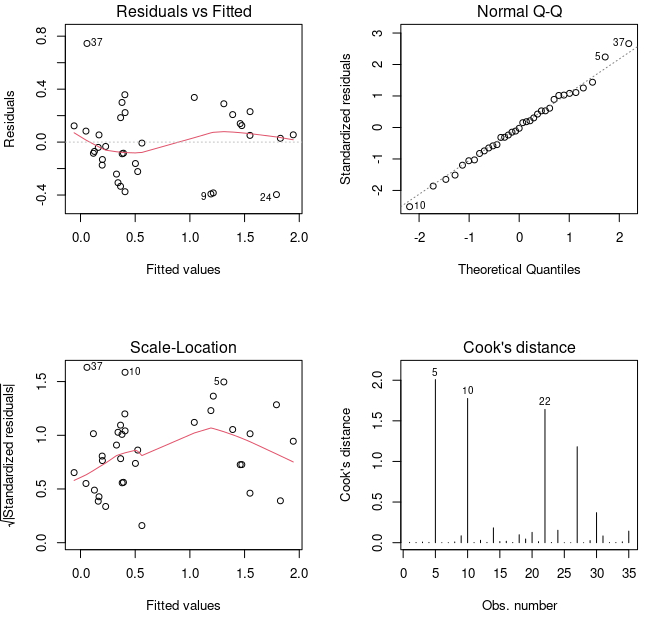 Residuals vs Fitted
Residuals
-0.4 0.0 0.4 0.8
37
9
24
0.0 0.5 1.0 1.5 2.0
Fitted values
Normal Q-Q
Standardized residuals
-2 -1 0 1 2 3
10
5
37
-2 -1 0 1 2
Theoretical Quantiles
Scale-Location
√|Standardized residuals|
0.0 0.5 1.0 1.5
37
10
5
0.0 0.5 1.0 1.5 2.0
Fitted values
Cook's distance
Cook's distance
0.0 0.5 1.0 1.5 2.0
5
10
22
0 5 10 15 20 25 30 35
Obs. number